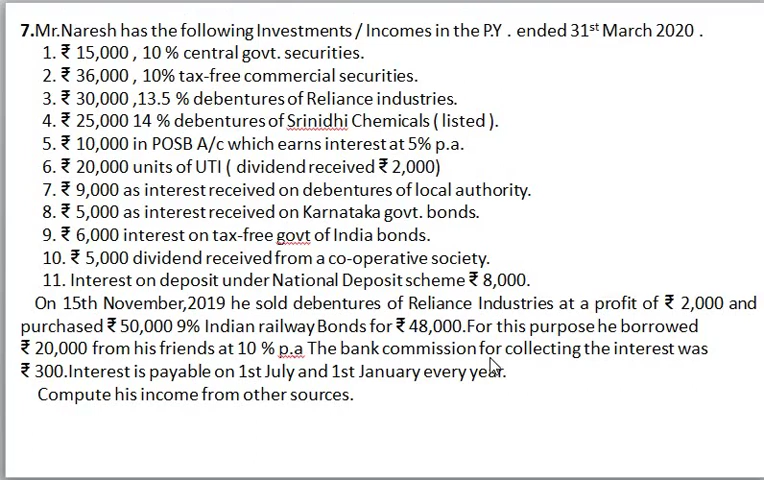 7.Mr.Naresh has the following Investments / Incomes in the P.Y . ended 31st March 2020 .
1. ₹ 15,000 , 10 % central govt. securities.
2. ₹ 36,000 , 10% tax-free commercial securities.
3. ₹ 30,000 ,13.5 % debentures of Reliance industries.
4. ₹ 25,000 14 % debentures of Srinidhi Chemicals ( listed ).
5. ₹ 10,000 in POSB A/c which earns interest at 5% p.a.
6. ₹ 20,000 units of UTI ( dividend received ₹ 2,000)
7. ₹ 9,000 as interest received on debentures of local authority.
8. ₹ 5,000 as interest received on Karnataka govt. bonds.
9. ₹ 6,000 interest on tax-free govt of India bonds.
10. ₹ 5,000 dividend received from a co-operative society.
11. Interest on deposit under National Deposit scheme ₹ 8,000.
On 15th November,2019 he sold debentures of Reliance Industries at a profit of ₹ 2,000 and
purchased ₹ 50,000 9% Indian railway Bonds for ₹ 48,000.For this purpose he borrowed
₹ 20,000 from his friends at 10 % p.a The bank commission for collecting the interest was
₹ 300.Interest is payable on 1st July and 1st January every year.
Compute his income from other sources.